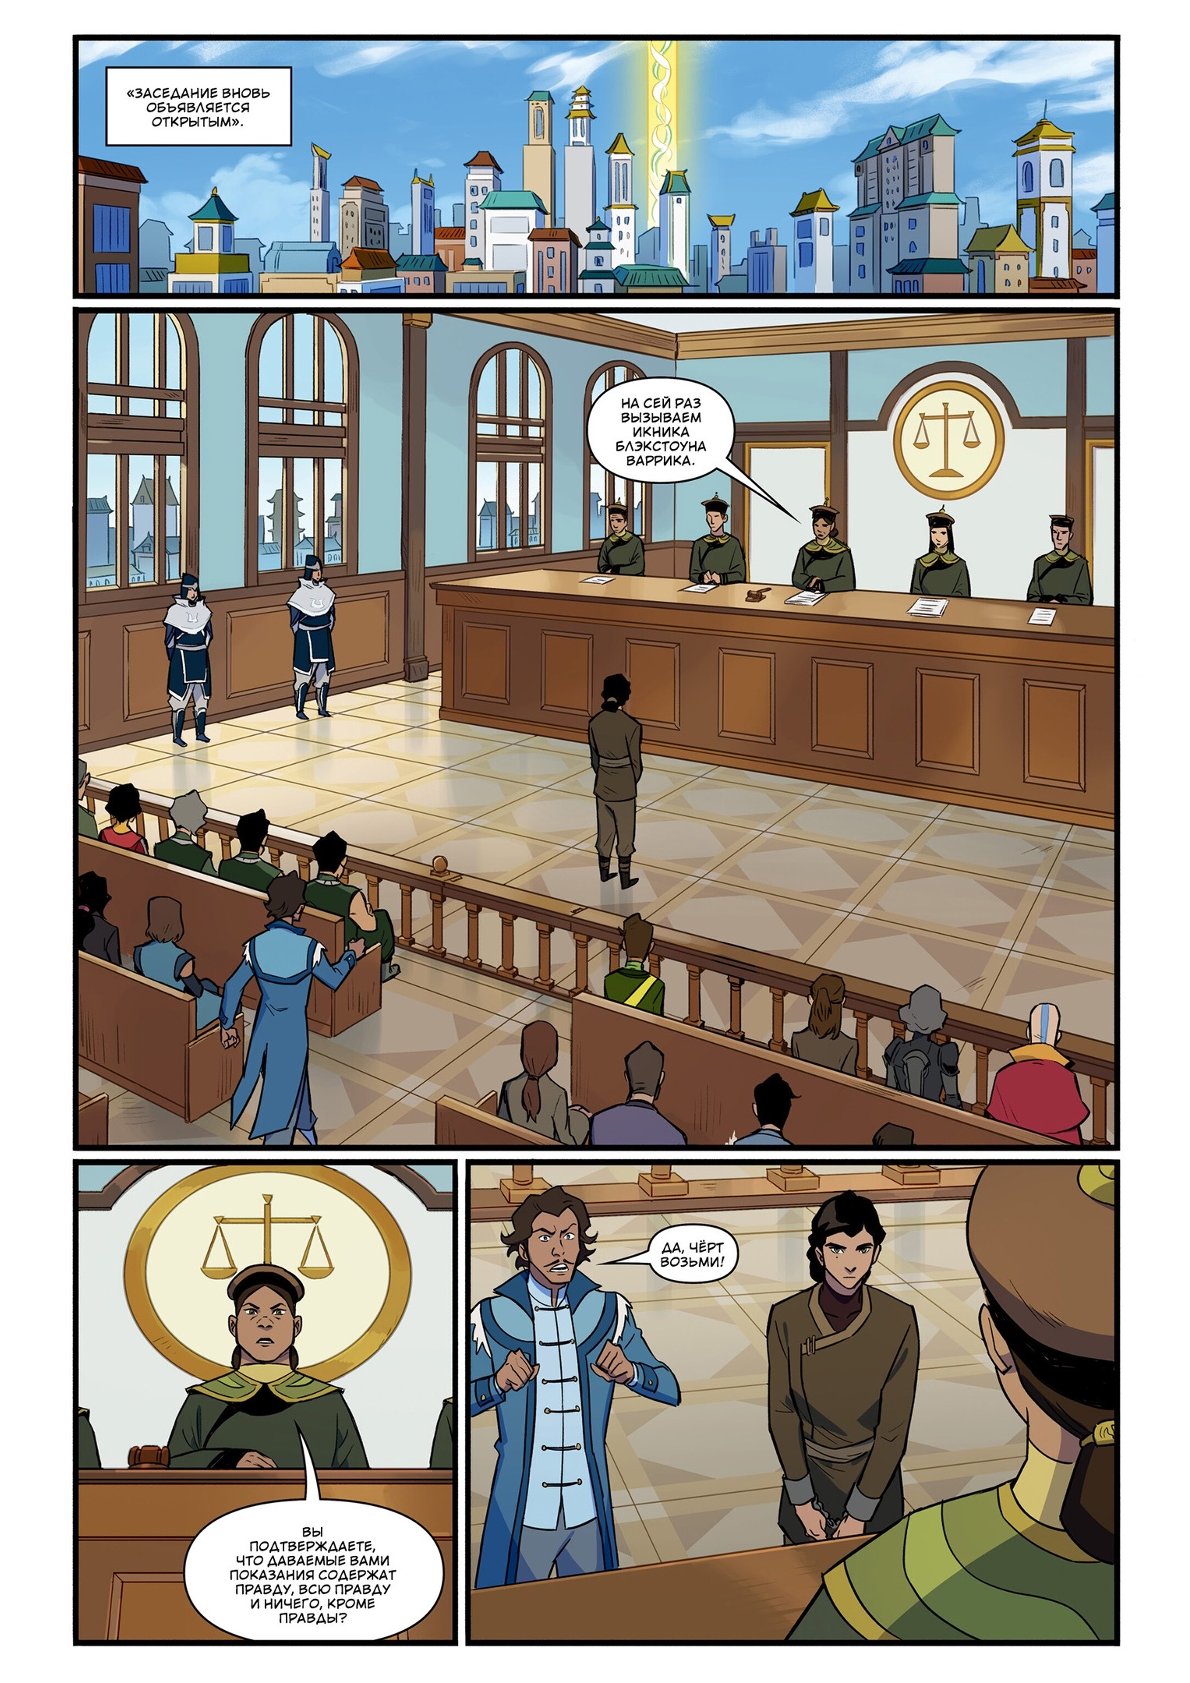 «ЗАСЕДАНИЕ ВНОВЬ
ОБЪЯВЛЯЕТСЯ
ОТКРЫТЫМ».
НА СЕЙ РАЗ
ВЫЗЫВАЕМ
ИКНИКА
БЛЭКСТОУНА
ВАРРИКА.
ВЫ
ПОДТВЕРЖДАЕТЕ,
ЧТО ДАВАЕМЫЕ ВАМИ
ПОКАЗАНИЯ СОДЕРЖАТ
ПРАВДУ, ВСЮ ПРАВДУ
И НИЧЕГО, КРОМЕ
ПРАВДЫ?
ДА, ЧЁРТ
ВОЗЬМИ!